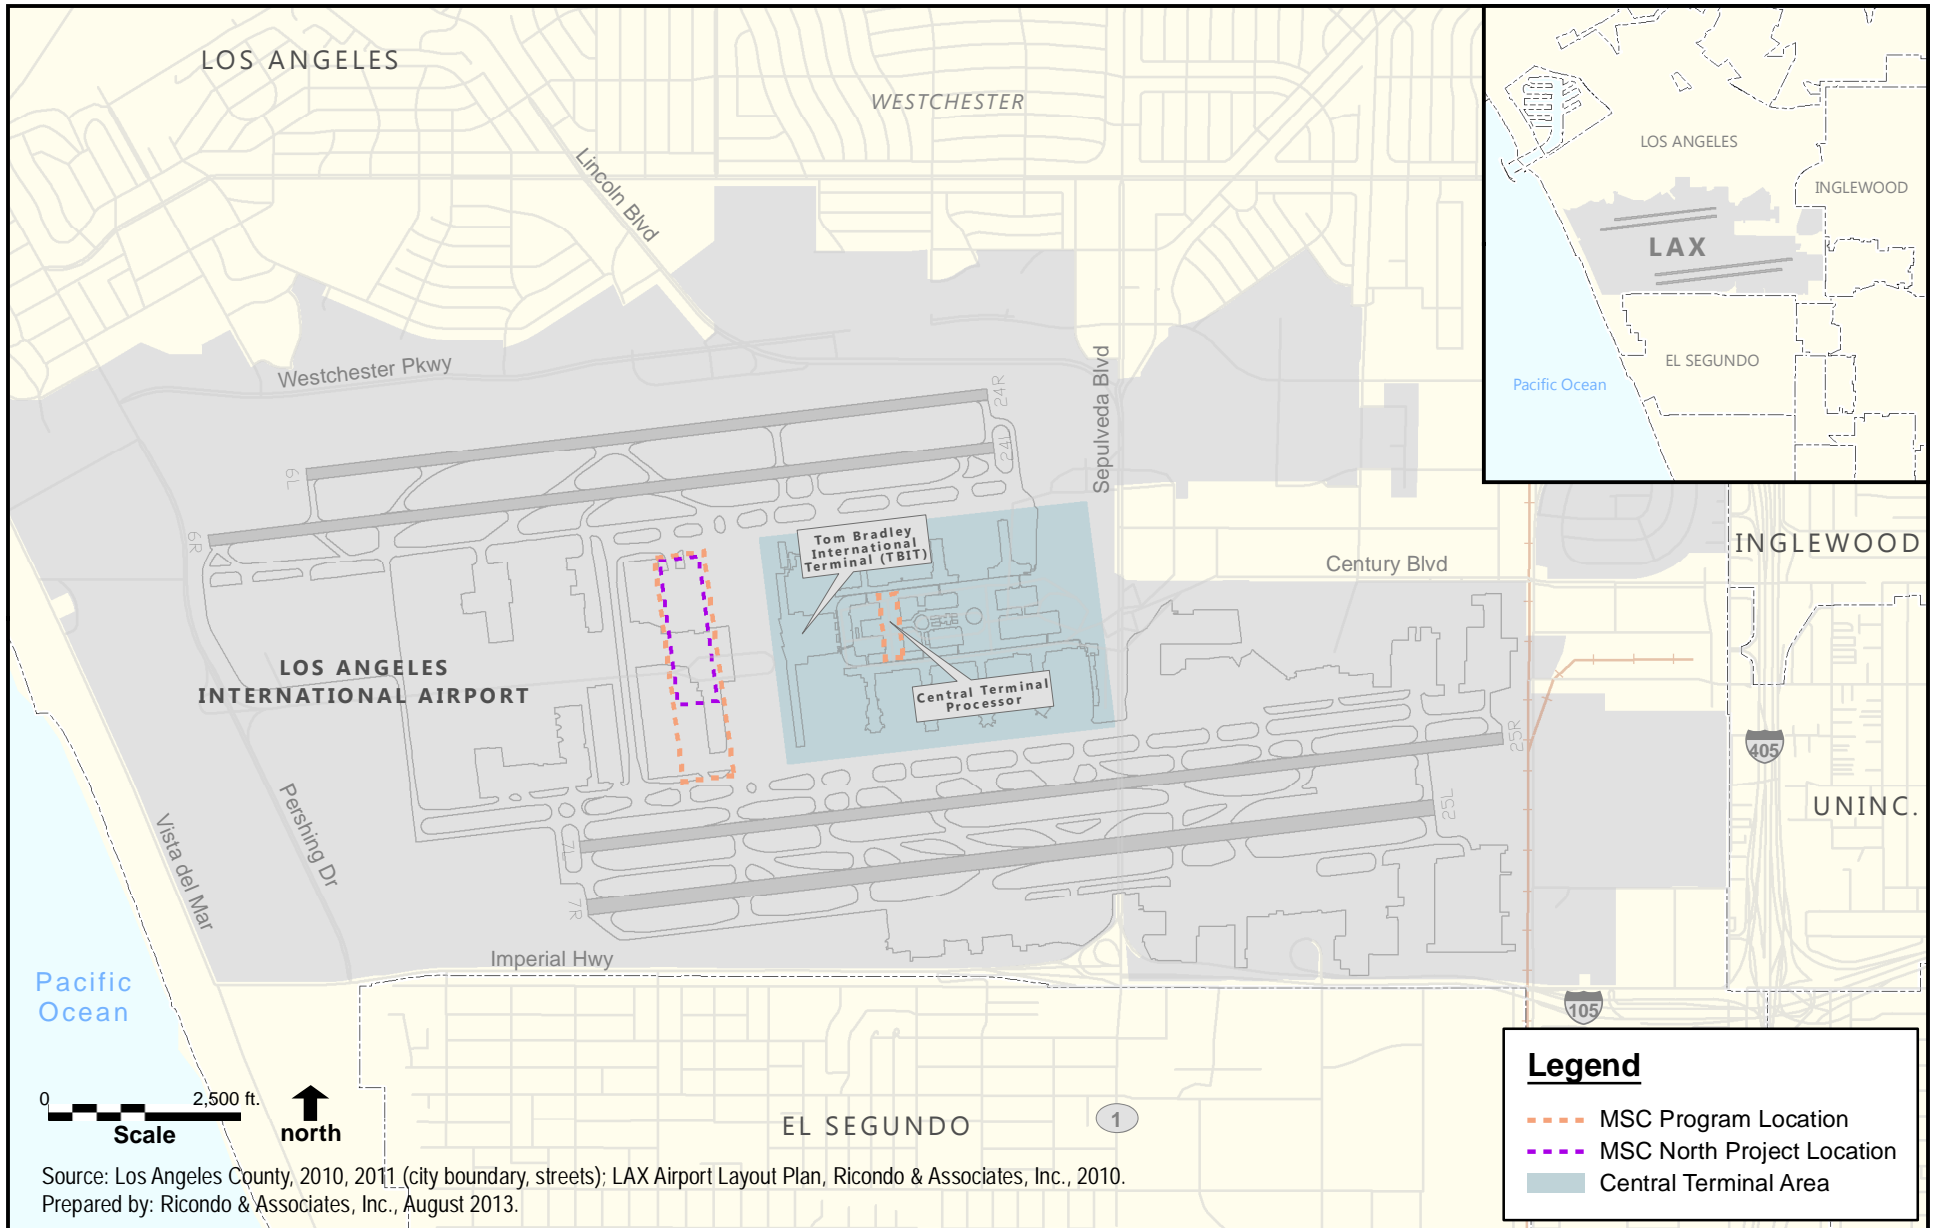 LOS ANGELES
WESTCHESTER
Lincoln Blvd
Westchester Pkwy
Sepulveda Blvd
24R
24L
6L
6R
Tom Bradley
International
Terminal (TBIT)
Central Terminal
Processor
Century Blvd
LOS ANGELES
INTERNATIONAL AIRPORT
INGLEWOOD
405
UNINC.
25R
25L
7L
7R
Pershing Dr
Vista del Mar
Imperial Hwy
Pacific
Ocean
105
EL SEGUNDO
1
LOS ANGELES
INGLEWOOD
LAX
EL SEGUNDO
Pacific Ocean
0 2,500 ft.
Scale
north
Legend
MSC Program Location
MSC North Project Location
Central Terminal Area
Source: Los Angeles County, 2010, 2011 (city boundary, streets); LAX Airport Layout Plan, Ricondo & Associates, Inc., 2010.
Prepared by: Ricondo & Associates, Inc., August 2013.